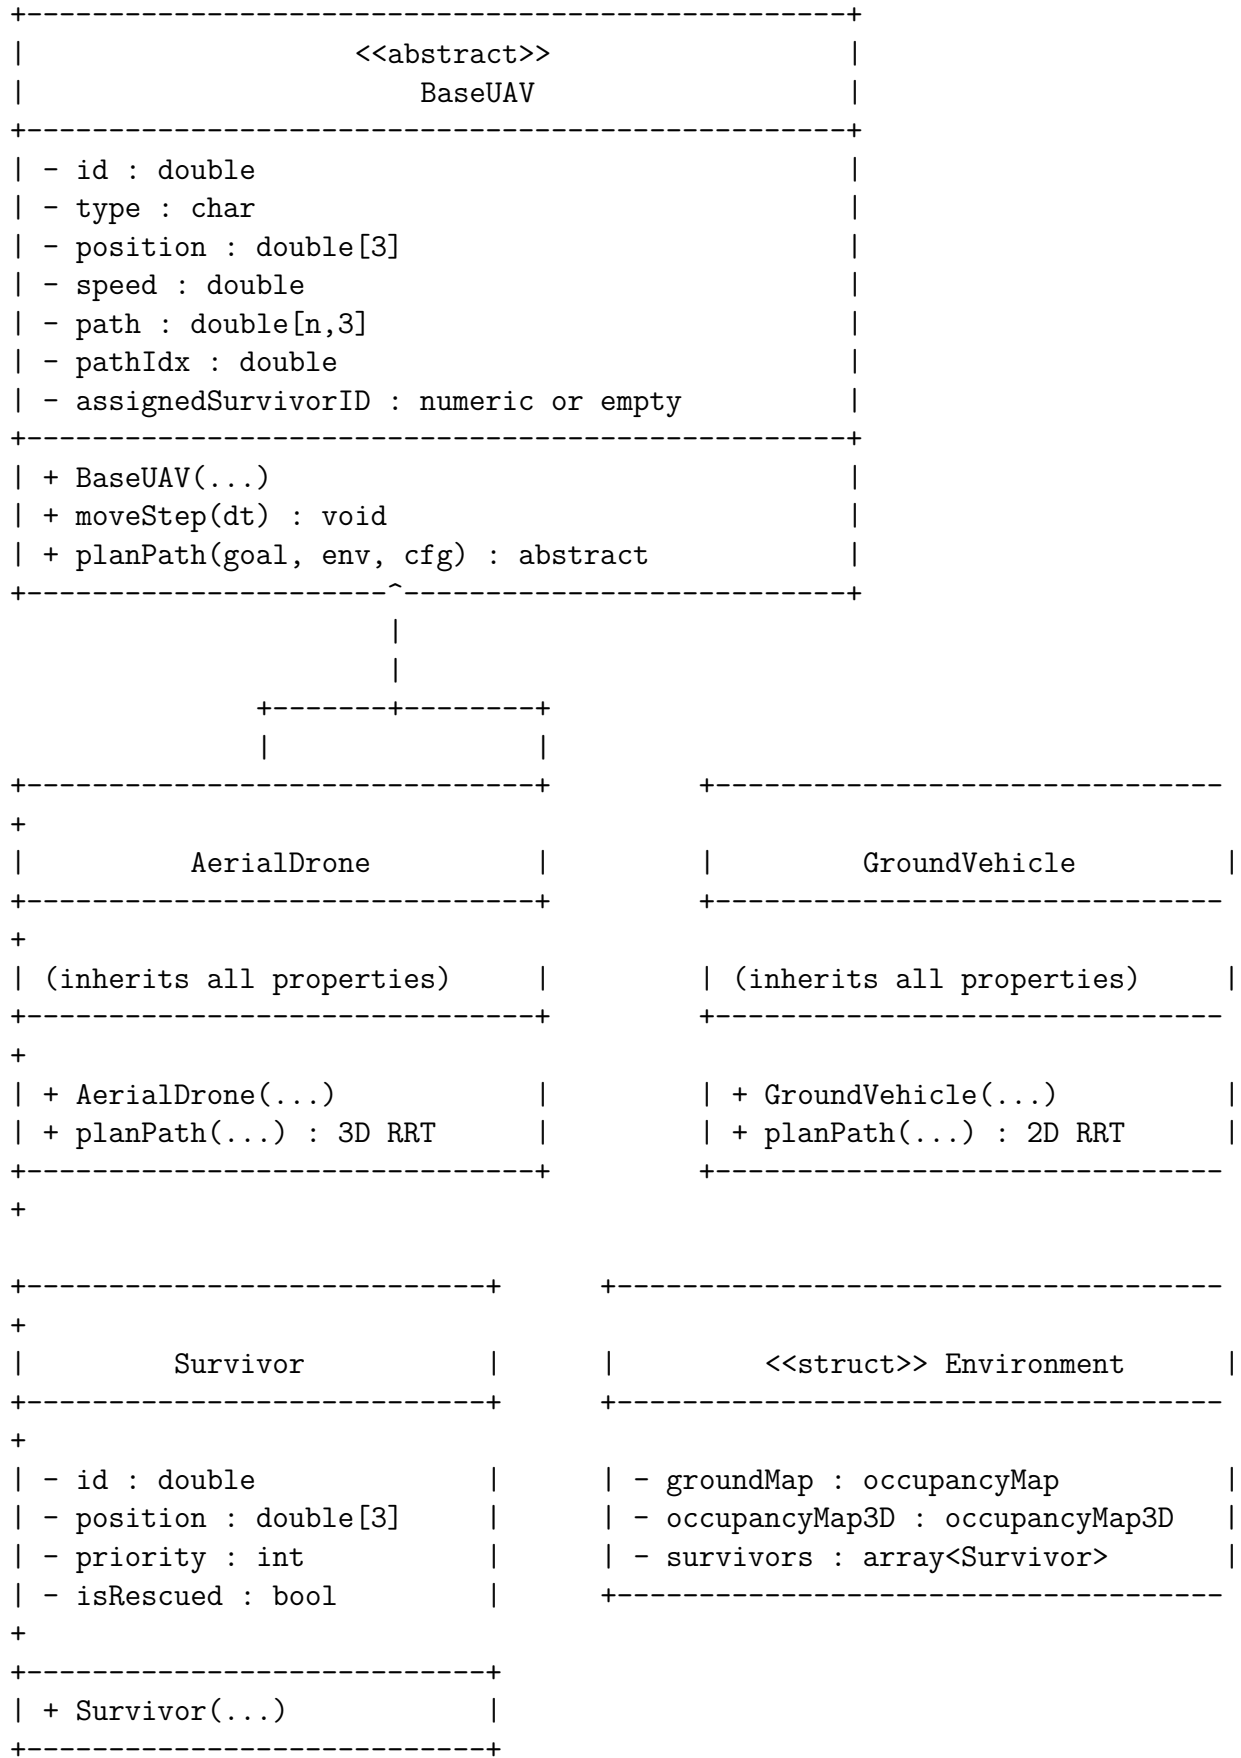 +--------------------------------------------------+
|                    <<abstract>>                  |
|                        BaseUAV                   |
+--------------------------------------------------+
| - id : double                                    |
| - type : char                                    |
| - position : double[3]                           |
| - speed : double                                 |
| - path : double[n,3]                             |
| - pathIdx : double                               |
| - assignedSurvivorID : numeric or empty          |
+--------------------------------------------------+
| + BaseUAV(...)                                   |
| + moveStep(dt) : void                            |
| + planPath(goal, env, cfg) : abstract            |
+----------------------^---------------------------+
                       |
                       |
               +-------+--------+
               |                |
+-------------------------------+         +-------------------------------
+
|          AerialDrone          |         |         GroundVehicle         |
+-------------------------------+         +-------------------------------
+
| (inherits all properties)     |         | (inherits all properties)     |
+-------------------------------+         +-------------------------------
+
| + AerialDrone(...)            |         | + GroundVehicle(...)          |
| + planPath(...) : 3D RRT      |         | + planPath(...) : 2D RRT      |
+-------------------------------+         +-------------------------------
+

+----------------------------+      +-------------------------------------
+
|         Survivor           |      |         <<struct>> Environment      |
+----------------------------+      +-------------------------------------
+
| - id : double              |      | - groundMap : occupancyMap          |
| - position : double[3]     |      | - occupancyMap3D : occupancyMap3D   |
| - priority : int           |      | - survivors : array<Survivor>       |
| - isRescued : bool         |      +-------------------------------------
+
+----------------------------+
| + Survivor(...)            |
+----------------------------+